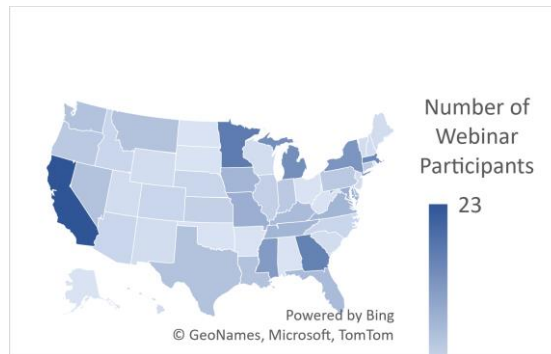 Number of
Webinar
Participants
23
Powered by Bing
© GeoNames, Microsoft, TomTom